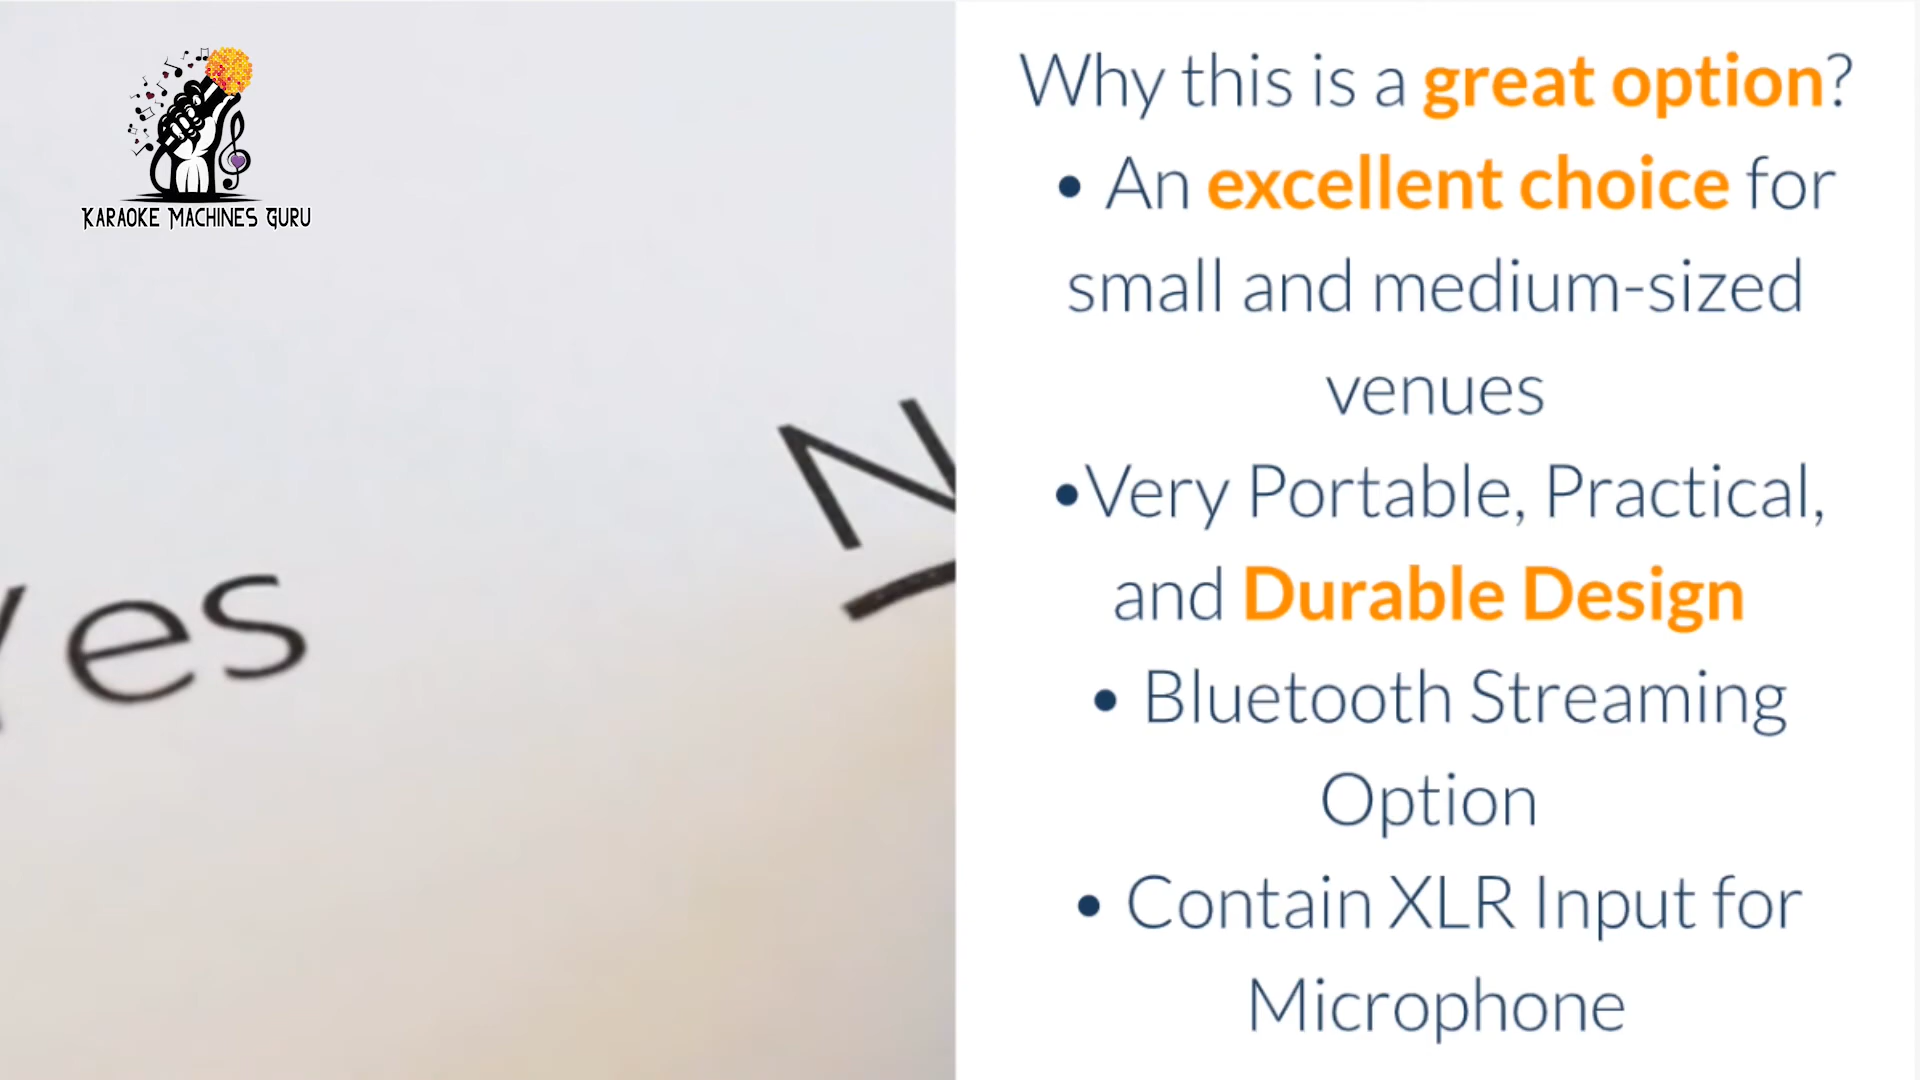 KARAOKE MACHINES GURU
Yes
Why this is a great option?
• An excellent choice for
small and medium-sized
venues
•Very Portable, Practical,
and Durable Design
• Bluetooth Streaming
Option
• Contain XLR Input for
Microphone